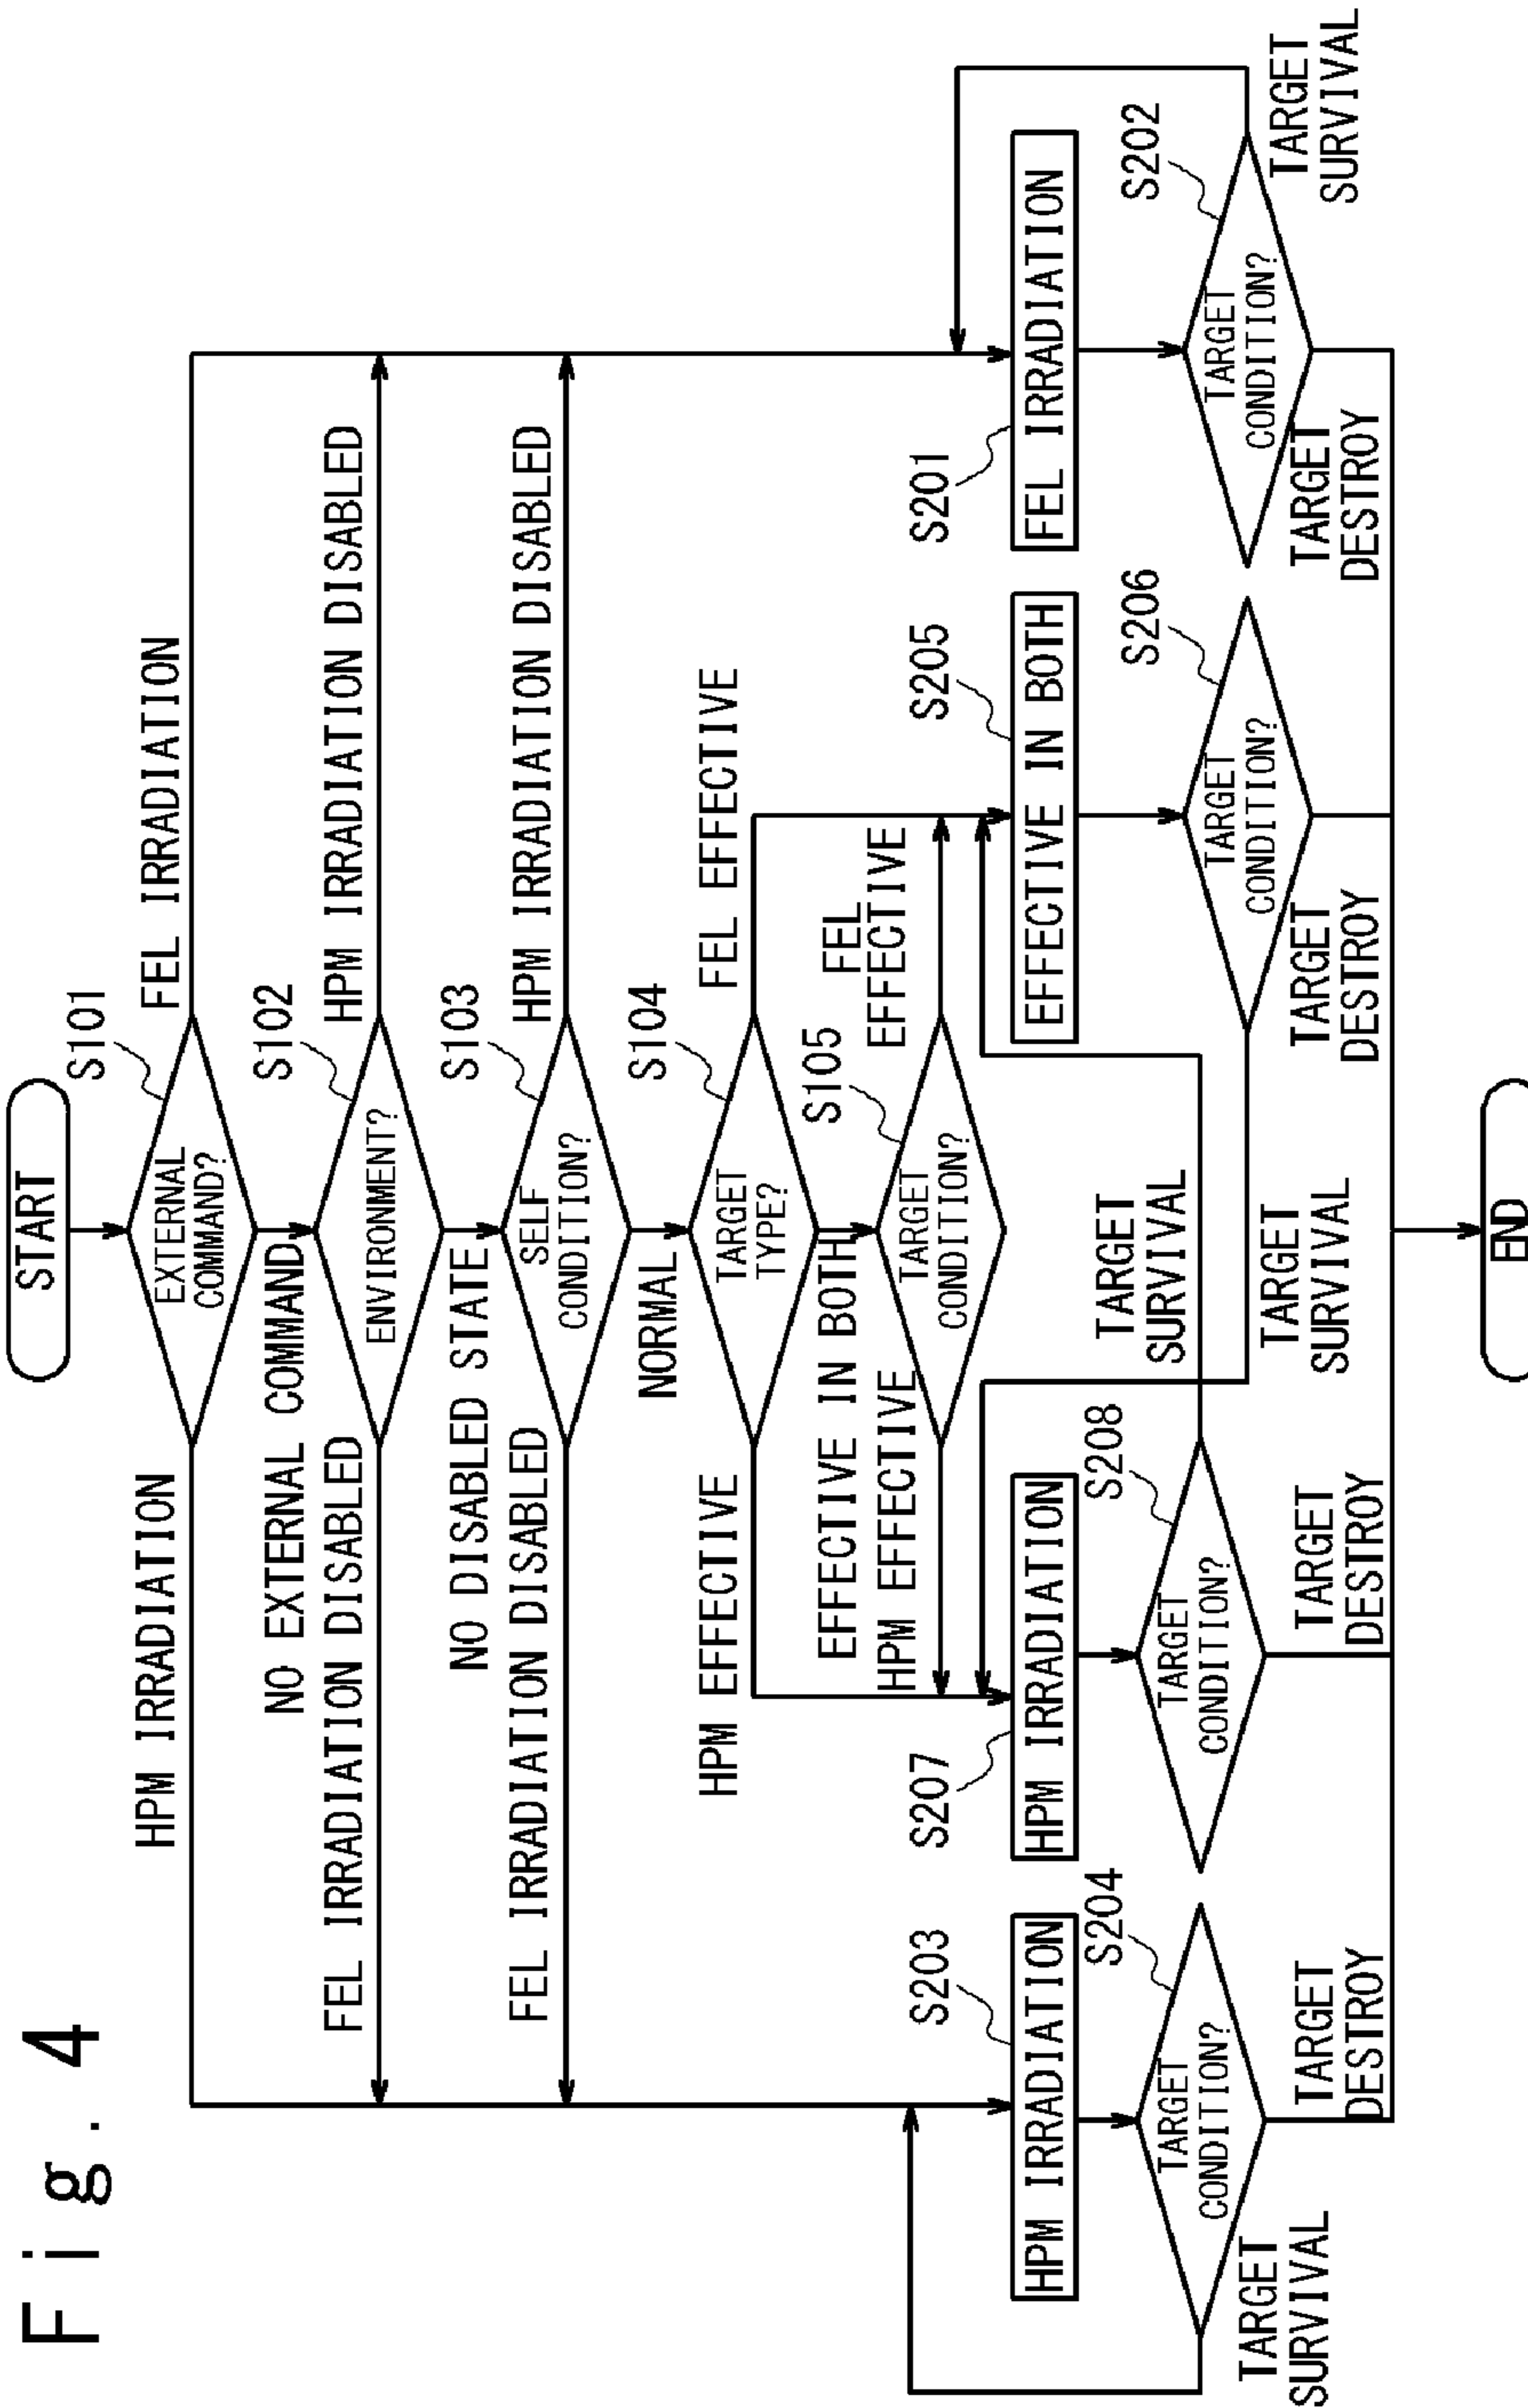 Fig. 4
START
S101
EXTERNAL
COMMAND?
HPM IRRADIATION
FEL IRRADIATION
NO EXTERNAL COMMAND
S102
ENVIRONMENT?
FEL IRRADIATION DISABLED
HPM IRRADIATION DISABLED
NO DISABLED STATE
S103
SELF
CONDITION?
FEL IRRADIATION DISABLED
HPM IRRADIATION DISABLED
NORMAL
S104
TARGET
TYPE?
HPM EFFECTIVE
FEL EFFECTIVE
EFFECTIVE IN BOTH
S105
TARGET
CONDITION?
HPM EFFECTIVE
FEL
EFFECTIVE
S203
HPM IRRADIATION
S207
HPM IRRADIATION
S205
EFFECTIVE IN BOTH
S201
FEL IRRADIATION
S204
TARGET
CONDITION?
S208
TARGET
CONDITION?
S206
TARGET
CONDITION?
S202
TARGET
CONDITION?
TARGET
SURVIVAL
TARGET
DESTROY
TARGET
DESTROY
TARGET
SURVIVAL
TARGET
SURVIVAL
TARGET
DESTROY
TARGET
DESTROY
TARGET
SURVIVAL
END